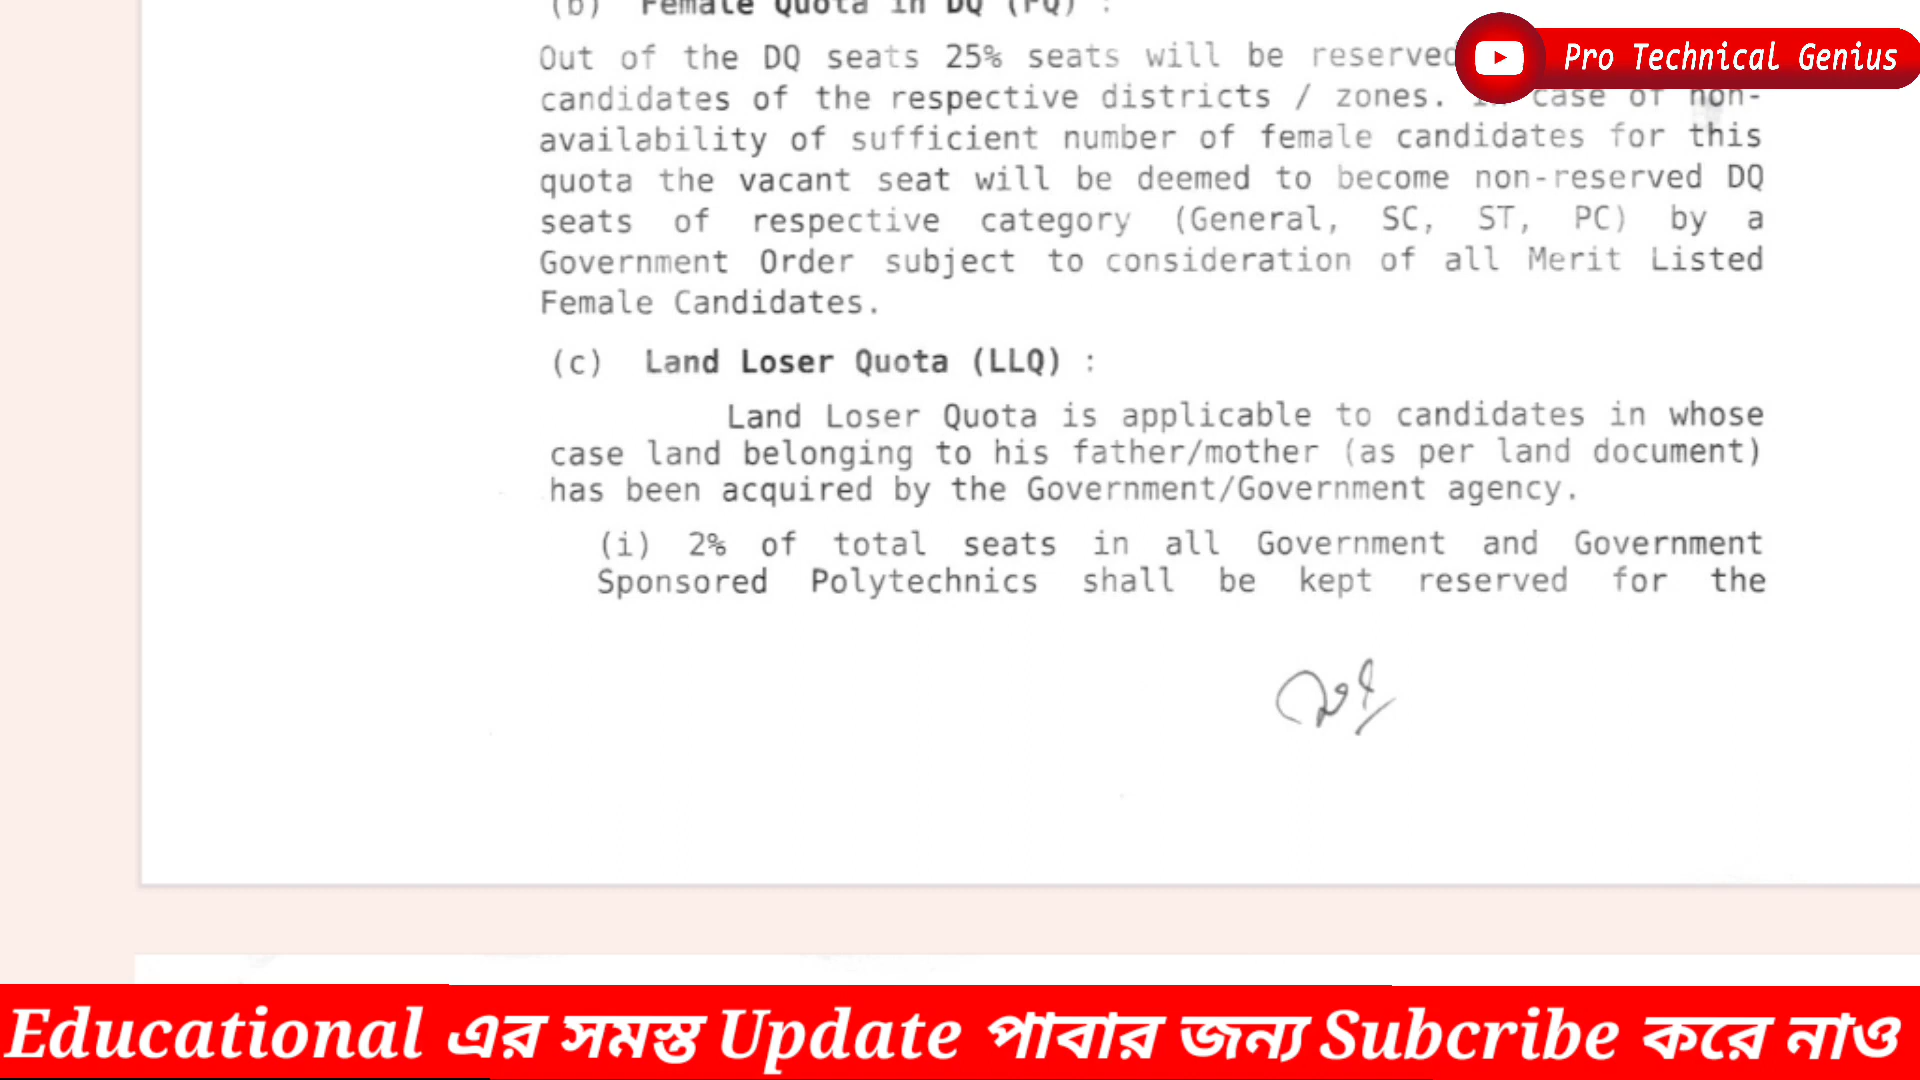 (b) Female Quota in DQ (FQ) :
Out of the DQ seats 25% seats will be reserved
candidates of the respective districts / zones. In case of non-
availability of sufficient number of female candidates for this
quota the vacant seat will be deemed to become non-reserved DQ
seats of respective category (General, SC, ST, PC) by a
Government Order subject to consideration of all Merit Listed
Female Candidates.
(c) Land Loser Quota (LLQ) :
Land Loser Quota is applicable to candidates in whose
case land belonging to his father/mother (as per land document)
has been acquired by the Government/Government agency.
(i) 2% of total seats in all Government and Government
Sponsored Polytechnics shall be kept reserved for the
Pro Technical Genius
Educational এর সমস্ত Update পাবার জন্য Subcribe করে নাও